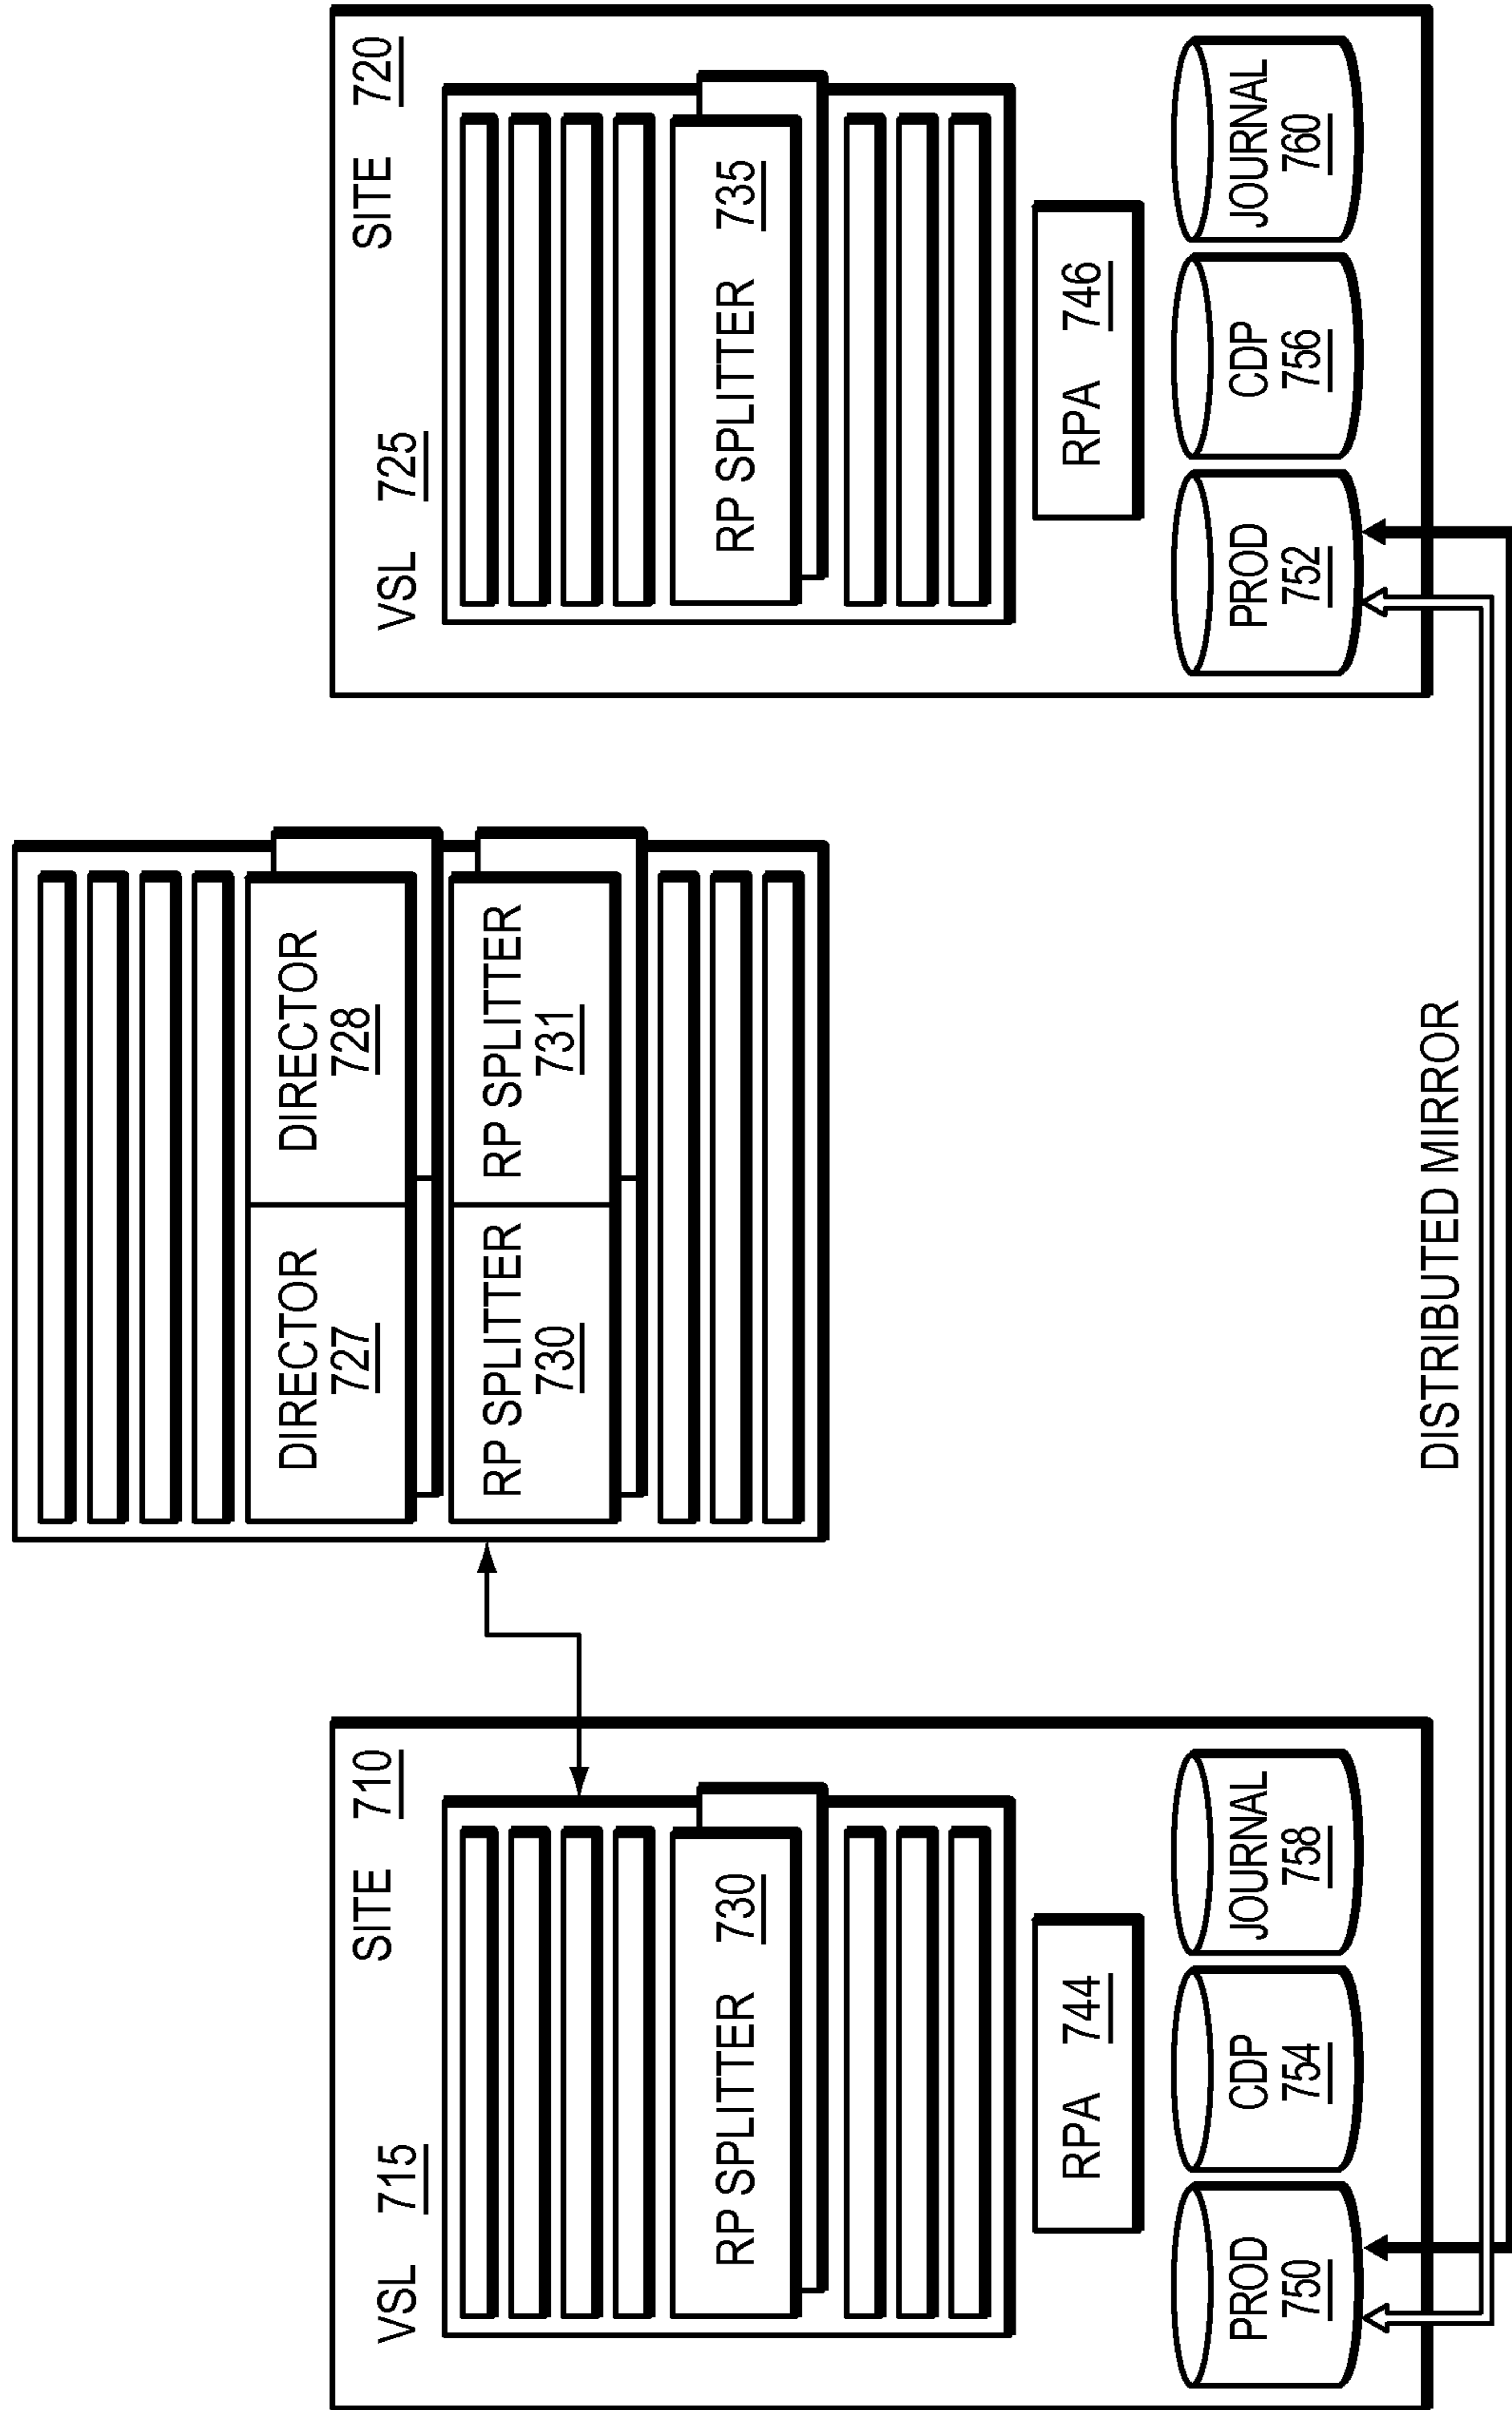 DIRECTOR
727
DIRECTOR
728
RP SPLITTER
730
RP SPLITTER
731
VSL 715
SITE 710
RP SPLITTER 730
RPA 744
PROD
750
CDP
754
JOURNAL
758
VSL 725
SITE 720
RP SPLITTER 735
RPA 746
PROD
752
CDP
756
JOURNAL
760
DISTRIBUTED MIRROR